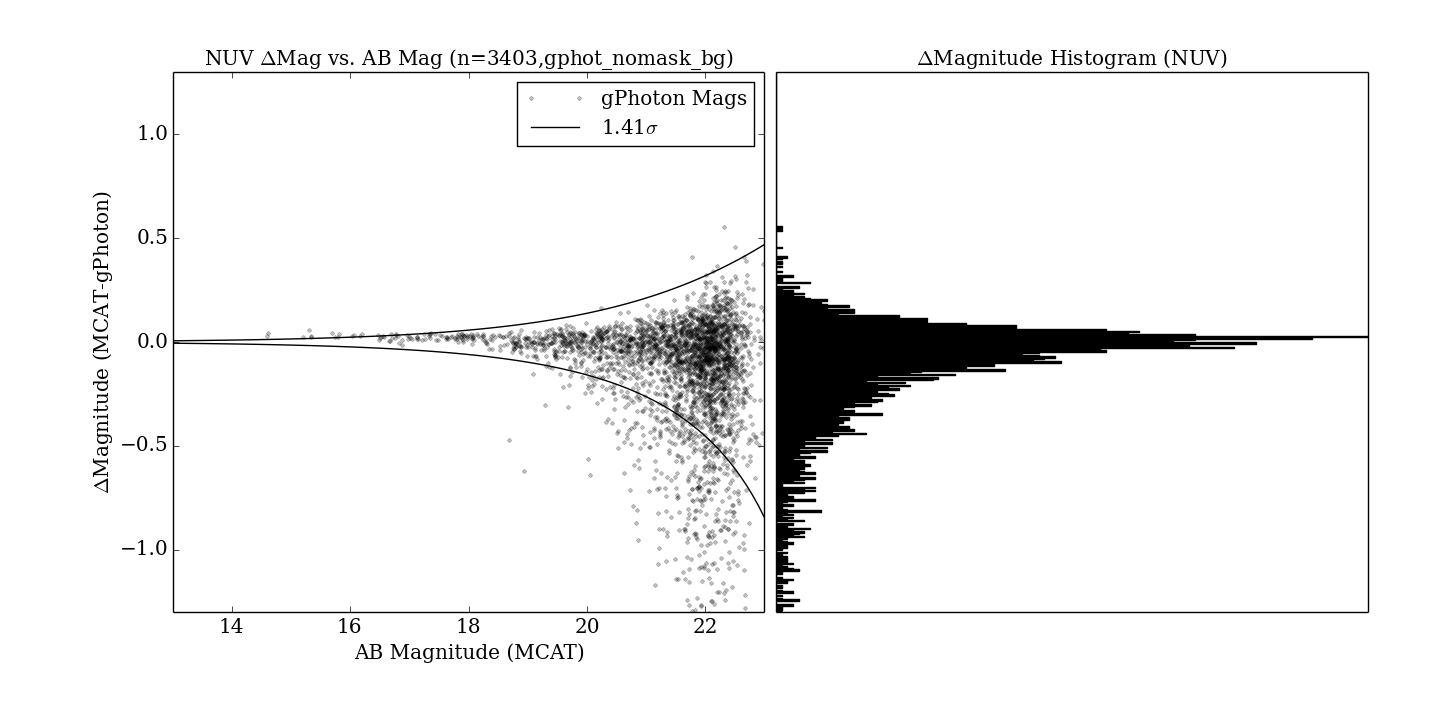 NUV ΔMag vs. AB Mag (n=3403,gphot_nomask_bg)
ΔMagnitude Histogram (NUV)
gPhoton Mags
1.41σ
ΔMagnitude (MCAT-gPhoton)
1.0
0.5
0.0
−0.5
−1.0
14 16 18 20 22
AB Magnitude (MCAT)